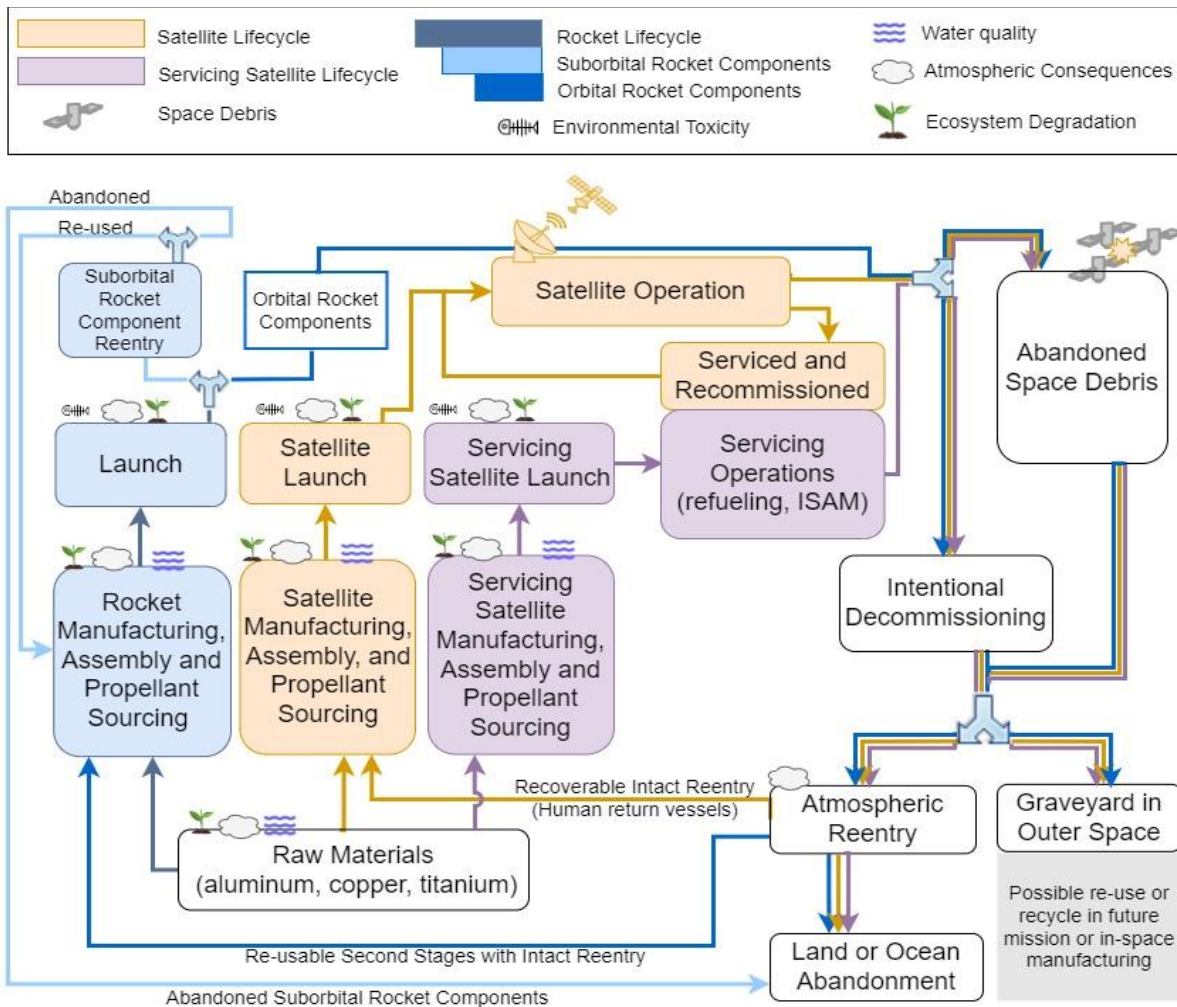 Satellite Lifecycle
Servicing Satellite Lifecycle
Space Debris
Rocket Lifecycle
Suborbital Rocket Components
Orbital Rocket Components
Environmental Toxicity
Water quality
Atmospheric Consequences
Ecosystem Degradation
Abandoned
Re-used
Suborbital
Rocket
Component
Reentry
Orbital Rocket
Components
Satellite Operation
Serviced and
Recommissioned
Abandoned
Space Debris
Launch
Satellite
Launch
Servicing
Satellite Launch
Servicing
Operations
(refueling, ISAM)
Rocket
Manufacturing,
Assembly and
Propellant
Sourcing
Satellite
Manufacturing,
Assembly, and
Propellant
Sourcing
Servicing
Satellite
Manufacturing,
Assembly and
Propellant
Sourcing
Intentional
Decommissioning
Recoverable Intact Reentry
(Human return vessels)
Atmospheric
Reentry
Graveyard in
Outer Space
Raw Materials
(aluminum, copper, titanium)
Possible re-use or
recycle in future
mission or in-space
manufacturing
Re-usable Second Stages with Intact Reentry
Land or Ocean
Abandonment
Abandoned Suborbital Rocket Components